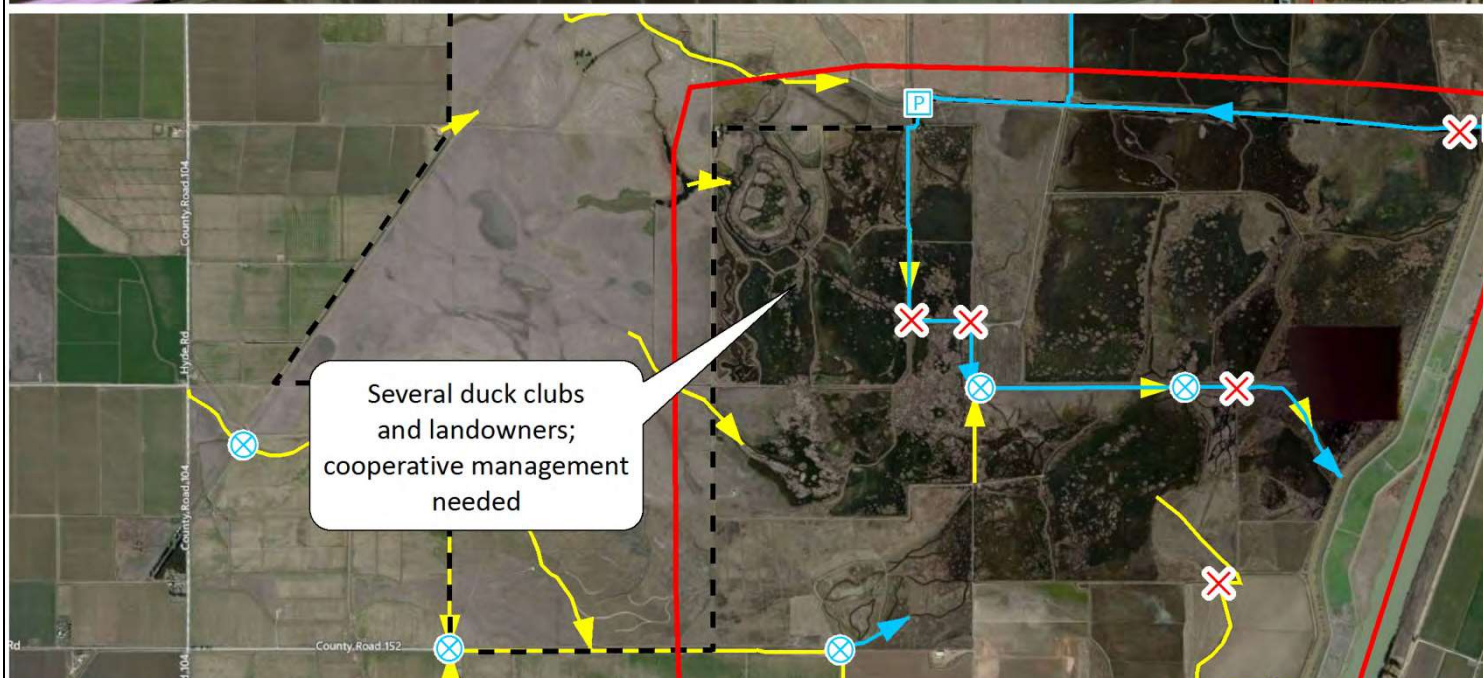 P
County Road 104
Hyde Rd
Several duck clubs
and landowners;
cooperative management
needed
County Road 104
County Road 152
Rd
d 104